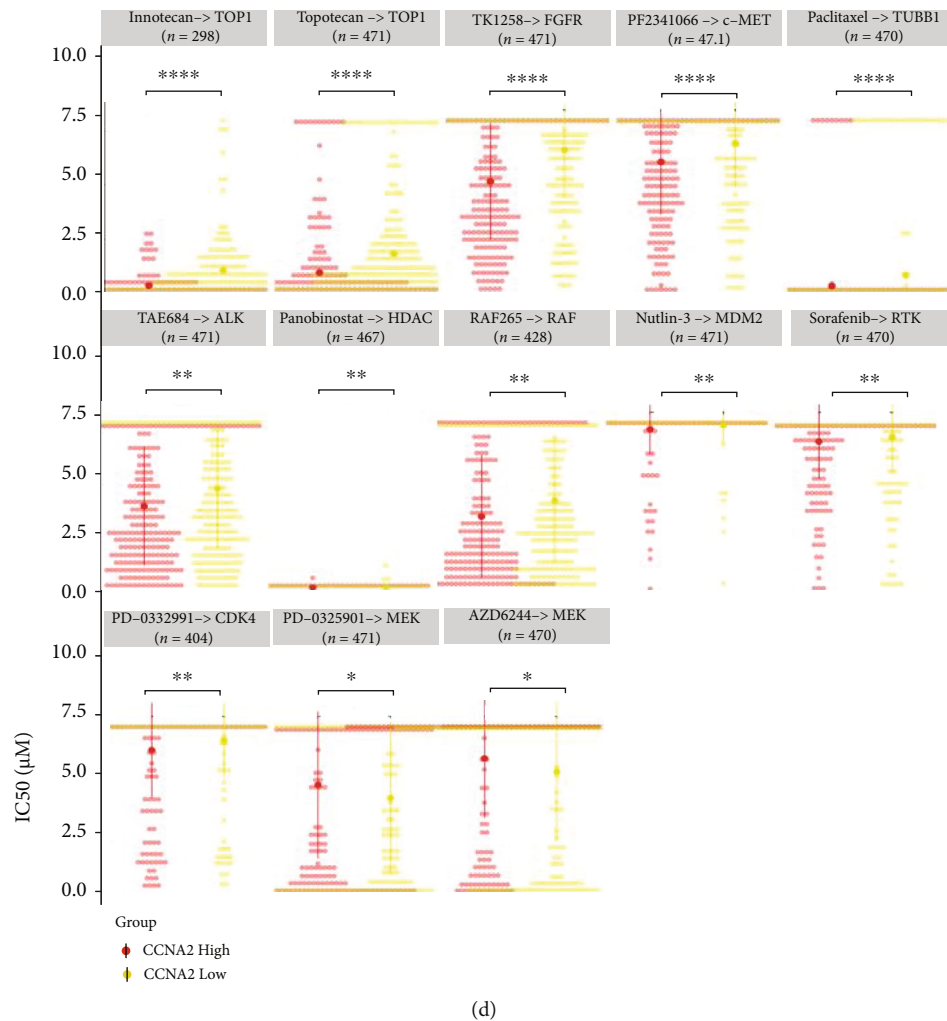 Innotecan–> TOP1
(n = 298)
Topotecan –> TOP1
(n = 471)
TK1258–> FGFR
(n = 471)
PF2341066 –> c–MET
(n = 47.1)
Paclitaxel –> TUBB1
(n = 470)
10.0
7.5
5.0
2.5
0.0
**** **** **** **** ****
TAE684 –> ALK
(n = 471)
Panobinostat –> HDAC
(n = 467)
RAF265 –> RAF
(n = 428)
Nutlin-3 –> MDM2
(n = 471)
Sorafenib–> RTK
(n = 470)
10.0
7.5
5.0
2.5
0.0
** ** ** ** **
PD–0332991–> CDK4
(n = 404)
PD–0325901–> MEK
(n = 471)
AZD6244–> MEK
(n = 470)
10.0
7.5
5.0
2.5
0.0
** * *
IC50 (μM)
Group
CCNA2 High
CCNA2 Low
(d)